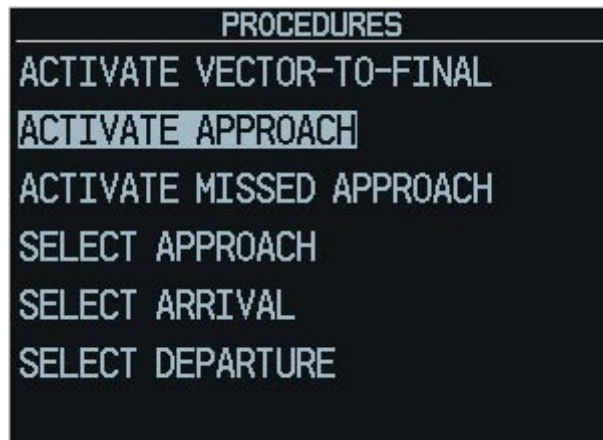 PROCEDURES
ACTIVATE VECTOR-TO-FINAL
ACTIVATE APPROACH
ACTIVATE MISSED APPROACH
SELECT APPROACH
SELECT ARRIVAL
SELECT DEPARTURE